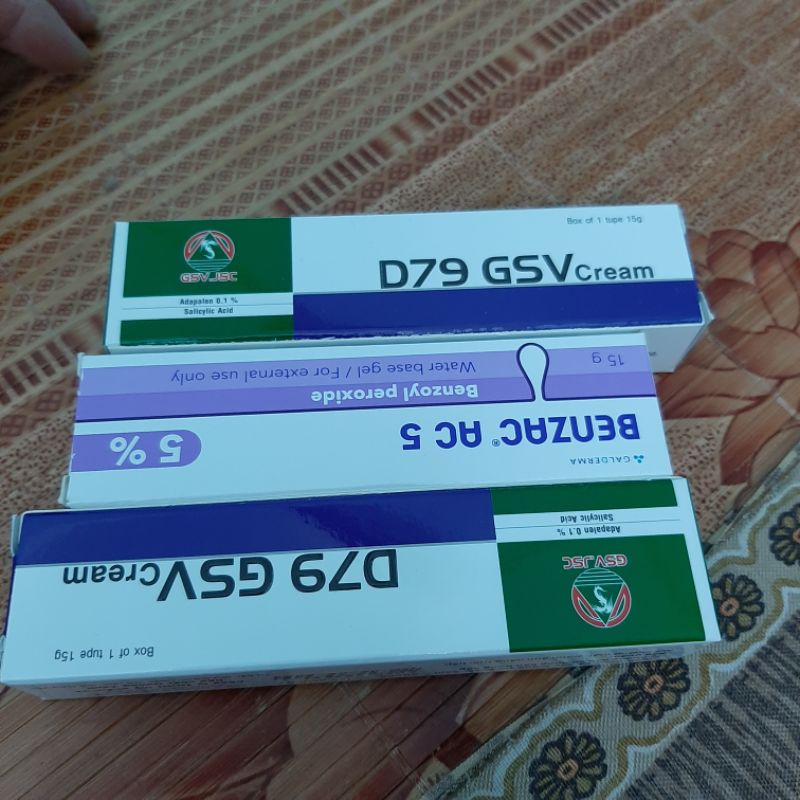 Box of 1 tupe 15g
GSV.JSC
D79 GSV Cream
Adapalen 0.1 %
Salicylic Acid
15 g
Water base gel / For external use only
Benzoyl peroxide
BENZAC® AC 5
5 %
GALDERMA
Adapalen 0.1 %
Salicylic Acid
GSV.JSC
D79 GSV Cream
Box of 1 tupe 15g